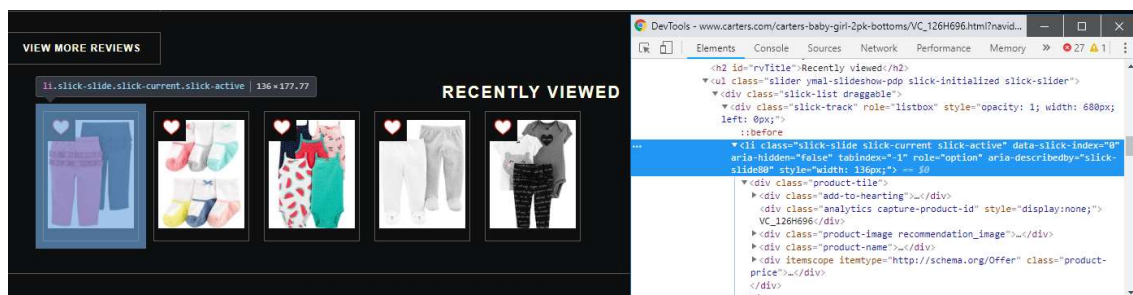 VIEW MORE REVIEWS
li.slick-slide.slick-current.slick-active | 136 × 177.77
RECENTLY VIEWED
DevTools - www.carters.com/carters-baby-girl-2pk-bottoms/VC_126H696.html?navid...
Elements Console Sources Network Performance Memory » 27 1
<h2 id="rvTitle">Recently viewed</h2>
▼<ul class="slider ymal-slideshow-pdp slick-initialized slick-slider">
▼<div class="slick-list draggable">
▼<div class="slick-track" role="listbox" style="opacity: 1; width: 680px;
left: 0px;">
::before
... ▼<li class="slick-slide slick-current slick-active" data-slick-index="0"
aria-hidden="false" tabindex="-1" role="option" aria-describedby="slick-
slide80" style="width: 136px;"> == $0
▼<div class="product-tile">
▶<div class="add-to-hearting">…</div>
<div class="analytics capture-product-id" style="display:none;">
VC_126H696</div>
▶<div class="product-image recommendation_image">…</div>
▶<div class="product-name">…</div>
▶<div itemscope itemtype="http://schema.org/Offer" class="product-
price">…</div>
</div>